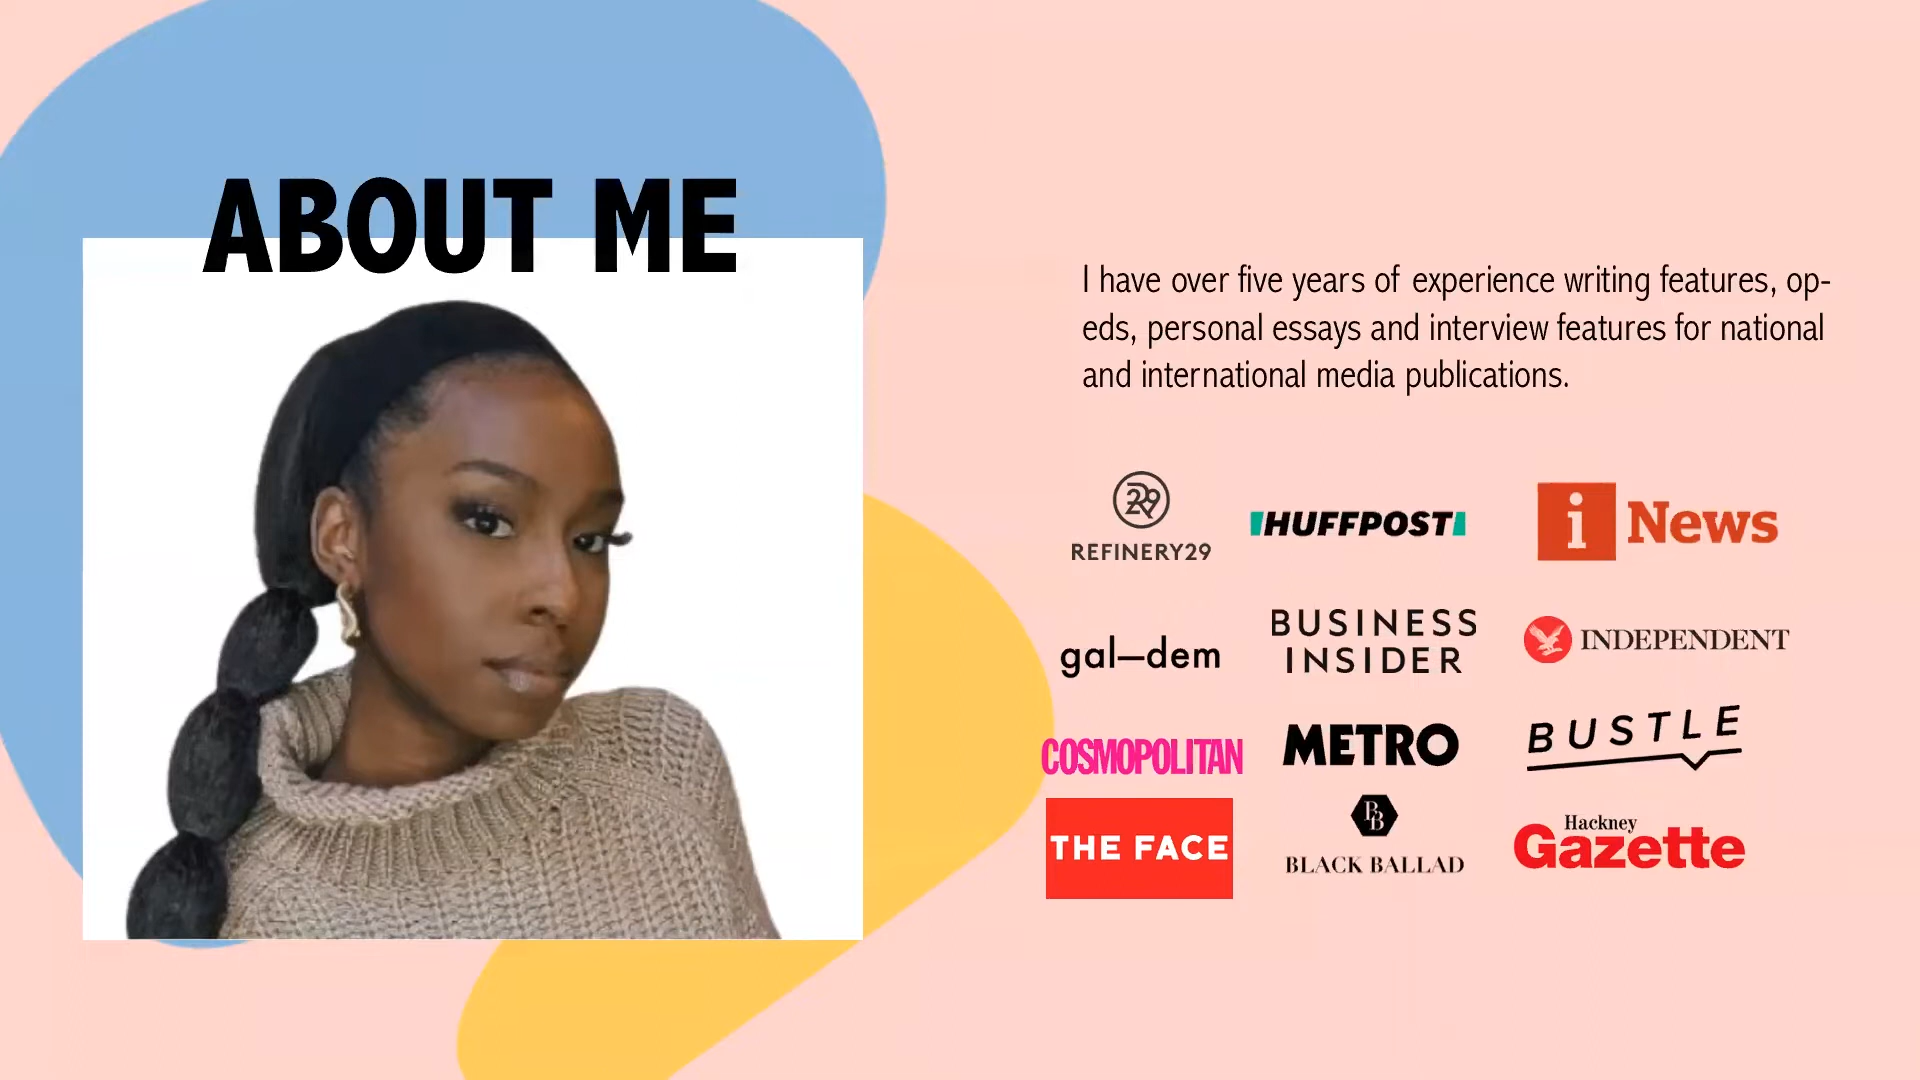 ABOUT ME
I have over five years of experience writing features, op-
eds, personal essays and interview features for national
and international media publications.
R29
REFINERY29
HUFFPOST
i News
gal-dem
BUSINESS
INSIDER
INDEPENDENT
COSMOPOLITAN
METRO
BUSTLE
THE FACE
BB
BLACK BALLAD
Hackney
Gazette